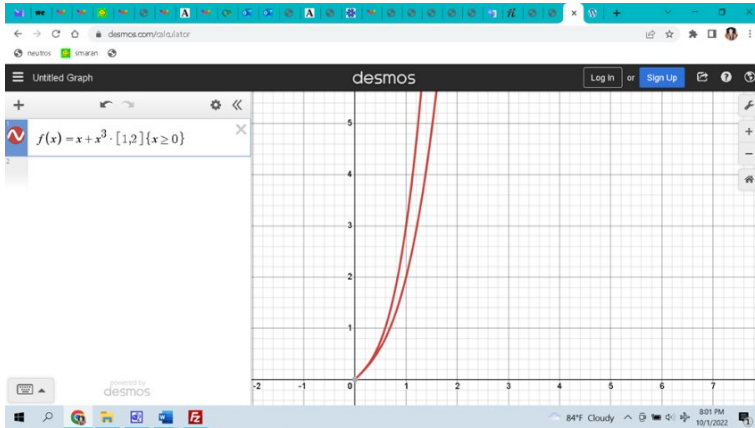 desmos.com/calculator
neutros smaran
Untitled Graph
desmos
Log In or Sign Up
1
f(x) = x + x³ · [1,2]{x ≥ 0}
2
5
4
3
2
1
-2 -1 0 1 2 3 4 5 6 7
powered by
desmos
84°F Cloudy
8:01 PM
10/1/2022